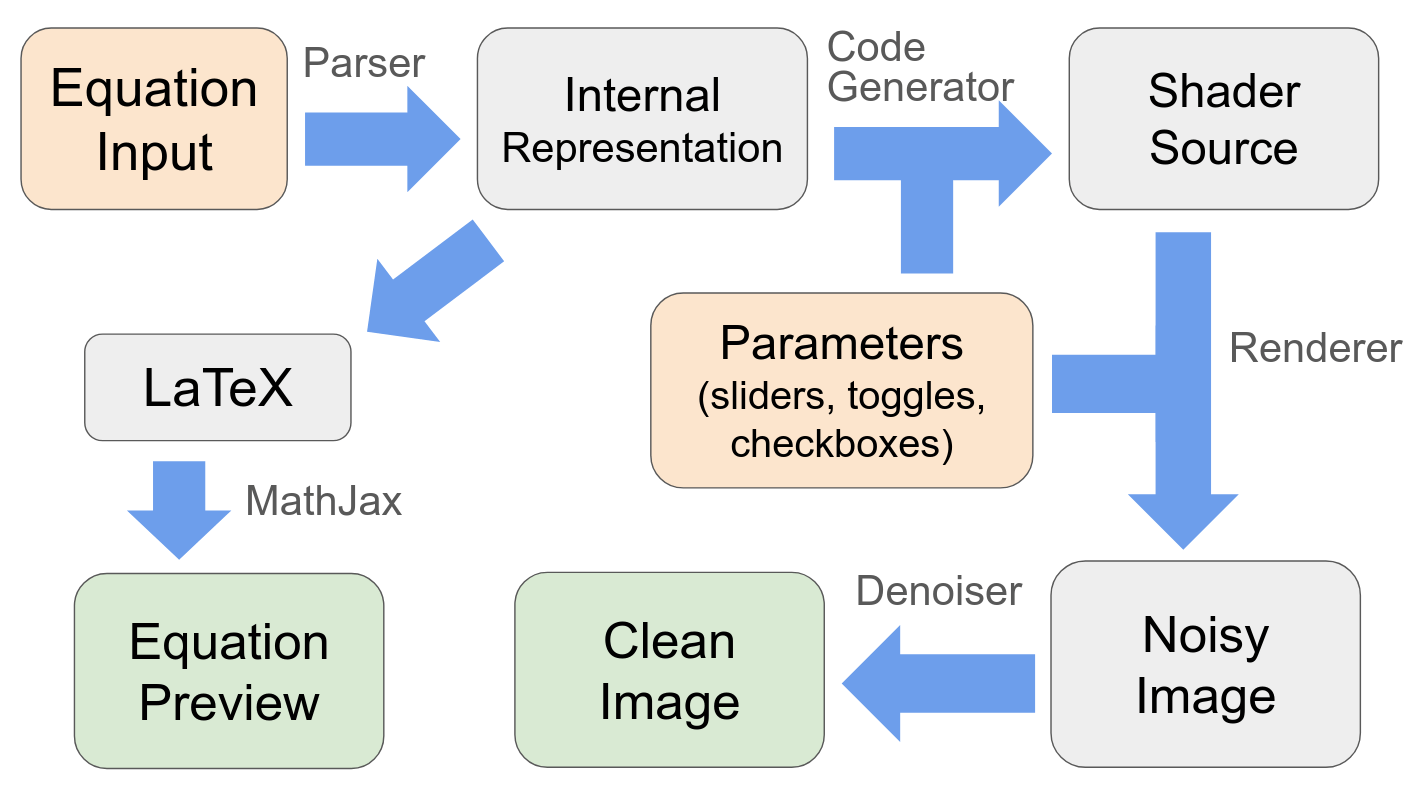 Equation
Input
Parser
Internal
Representation
Code
Generator
Shader
Source
LaTeX
Parameters
(sliders, toggles,
checkboxes)
Renderer
MathJax
Equation
Preview
Clean
Image
Denoiser
Noisy
Image